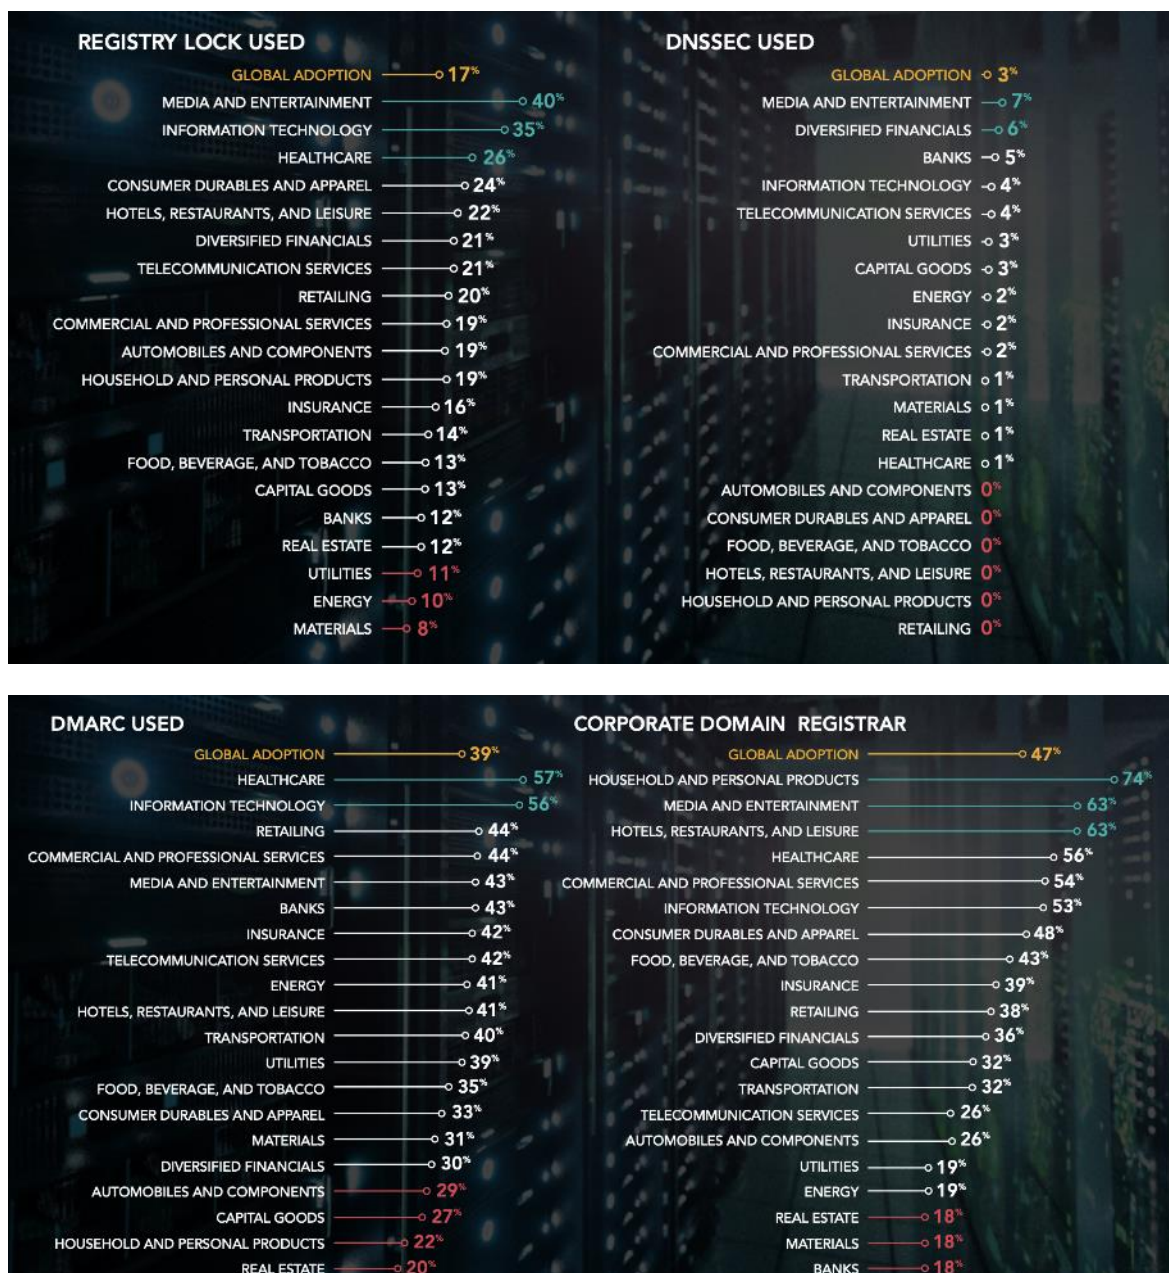 REGISTRY LOCK USED
GLOBAL ADOPTION 17%
MEDIA AND ENTERTAINMENT 40%
INFORMATION TECHNOLOGY 35%
HEALTHCARE 26%
CONSUMER DURABLES AND APPAREL 24%
HOTELS, RESTAURANTS, AND LEISURE 22%
DIVERSIFIED FINANCIALS 21%
TELECOMMUNICATION SERVICES 21%
RETAILING 20%
COMMERCIAL AND PROFESSIONAL SERVICES 19%
AUTOMOBILES AND COMPONENTS 19%
HOUSEHOLD AND PERSONAL PRODUCTS 19%
INSURANCE 16%
TRANSPORTATION 14%
FOOD, BEVERAGE, AND TOBACCO 13%
CAPITAL GOODS 13%
BANKS 12%
REAL ESTATE 12%
UTILITIES 11%
ENERGY 10%
MATERIALS 8%
DNSSEC USED
GLOBAL ADOPTION 3%
MEDIA AND ENTERTAINMENT 7%
DIVERSIFIED FINANCIALS 6%
BANKS 5%
INFORMATION TECHNOLOGY 4%
TELECOMMUNICATION SERVICES 4%
UTILITIES 3%
CAPITAL GOODS 3%
ENERGY 2%
INSURANCE 2%
COMMERCIAL AND PROFESSIONAL SERVICES 2%
TRANSPORTATION 1%
MATERIALS 1%
REAL ESTATE 1%
HEALTHCARE 1%
AUTOMOBILES AND COMPONENTS 0%
CONSUMER DURABLES AND APPAREL 0%
FOOD, BEVERAGE, AND TOBACCO 0%
HOTELS, RESTAURANTS, AND LEISURE 0%
HOUSEHOLD AND PERSONAL PRODUCTS 0%
RETAILING 0%
DMARC USED
GLOBAL ADOPTION 39%
HEALTHCARE 57%
INFORMATION TECHNOLOGY 56%
RETAILING 44%
COMMERCIAL AND PROFESSIONAL SERVICES 44%
MEDIA AND ENTERTAINMENT 43%
BANKS 43%
INSURANCE 42%
TELECOMMUNICATION SERVICES 42%
ENERGY 41%
HOTELS, RESTAURANTS, AND LEISURE 41%
TRANSPORTATION 40%
UTILITIES 39%
FOOD, BEVERAGE, AND TOBACCO 35%
CONSUMER DURABLES AND APPAREL 33%
MATERIALS 31%
DIVERSIFIED FINANCIALS 30%
AUTOMOBILES AND COMPONENTS 29%
CAPITAL GOODS 27%
HOUSEHOLD AND PERSONAL PRODUCTS 22%
REAL ESTATE 20%
CORPORATE DOMAIN REGISTRAR
GLOBAL ADOPTION 47%
HOUSEHOLD AND PERSONAL PRODUCTS 74%
MEDIA AND ENTERTAINMENT 63%
HOTELS, RESTAURANTS, AND LEISURE 63%
HEALTHCARE 56%
COMMERCIAL AND PROFESSIONAL SERVICES 54%
INFORMATION TECHNOLOGY 53%
CONSUMER DURABLES AND APPAREL 48%
FOOD, BEVERAGE, AND TOBACCO 43%
INSURANCE 39%
RETAILING 38%
DIVERSIFIED FINANCIALS 36%
CAPITAL GOODS 32%
TRANSPORTATION 32%
TELECOMMUNICATION SERVICES 26%
AUTOMOBILES AND COMPONENTS 26%
UTILITIES 19%
ENERGY 19%
REAL ESTATE 18%
MATERIALS 18%
BANKS 18%